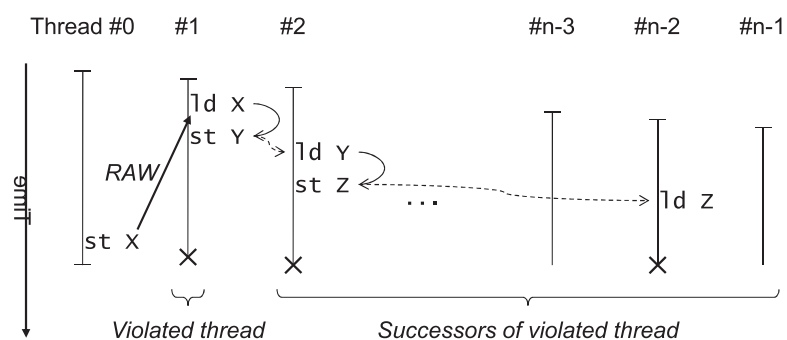 Thread #0 #1 #2 #n-3 #n-2 #n-1
ld X
st Y
ld Y
RAW
st Z
...
ld Z
Time
st X
Violated thread
Successors of violated thread